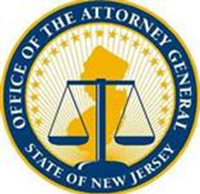 OFFICE OF THE ATTORNEY GENERAL
STATE OF NEW JERSEY